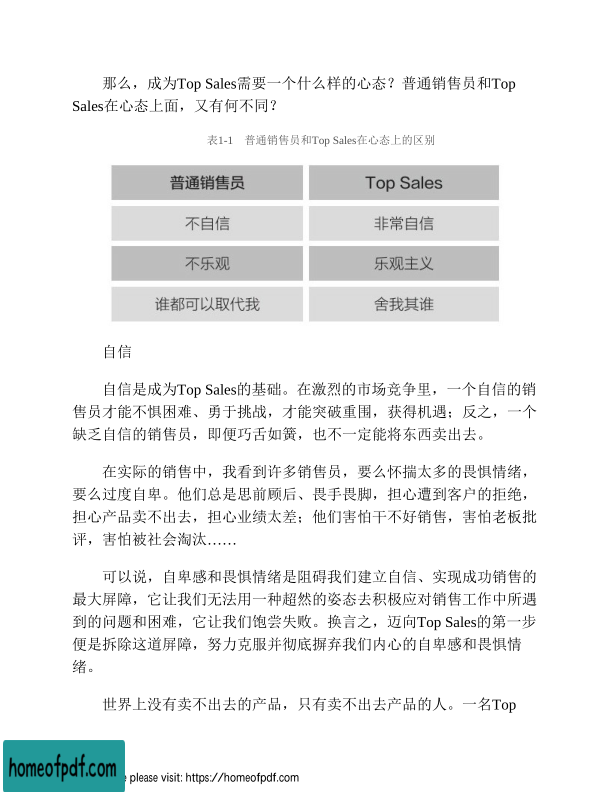 那么，成为Top Sales需要一个什么样的心态？普通销售员和Top
Sales在心态上面，又有何不同？
表1-1 普通销售员和Top Sales在心态上的区别
普通销售员 Top Sales
不自信 非常自信
不乐观 乐观主义
谁都可以取代我 舍我其谁
自信
自信是成为Top Sales的基础。在激烈的市场竞争里，一个自信的销
售员才能不惧困难、勇于挑战，才能突破重围，获得机遇；反之，一个
缺乏自信的销售员，即便巧舌如簧，也不一定能将东西卖出去。
在实际的销售中，我看到许多销售员，要么怀揣太多的畏惧情绪，
要么过度自卑。他们总是思前顾后、畏手畏脚，担心遭到客户的拒绝，
担心产品卖不出去，担心业绩太差；他们害怕干不好销售，害怕老板批
评，害怕被社会淘汰……
可以说，自卑感和畏惧情绪是阻碍我们建立自信、实现成功销售的
最大屏障，它让我们无法用一种超然的姿态去积极应对销售工作中所遇
到的问题和困难，它让我们饱尝失败。换言之，迈向Top Sales的第一步
便是拆除这道屏障，努力克服并彻底摒弃我们内心的自卑感和畏惧情
绪。
世界上没有卖不出去的产品，只有卖不出去产品的人。一名Top
homeofpdf.com
please visit: https://homeofpdf.com